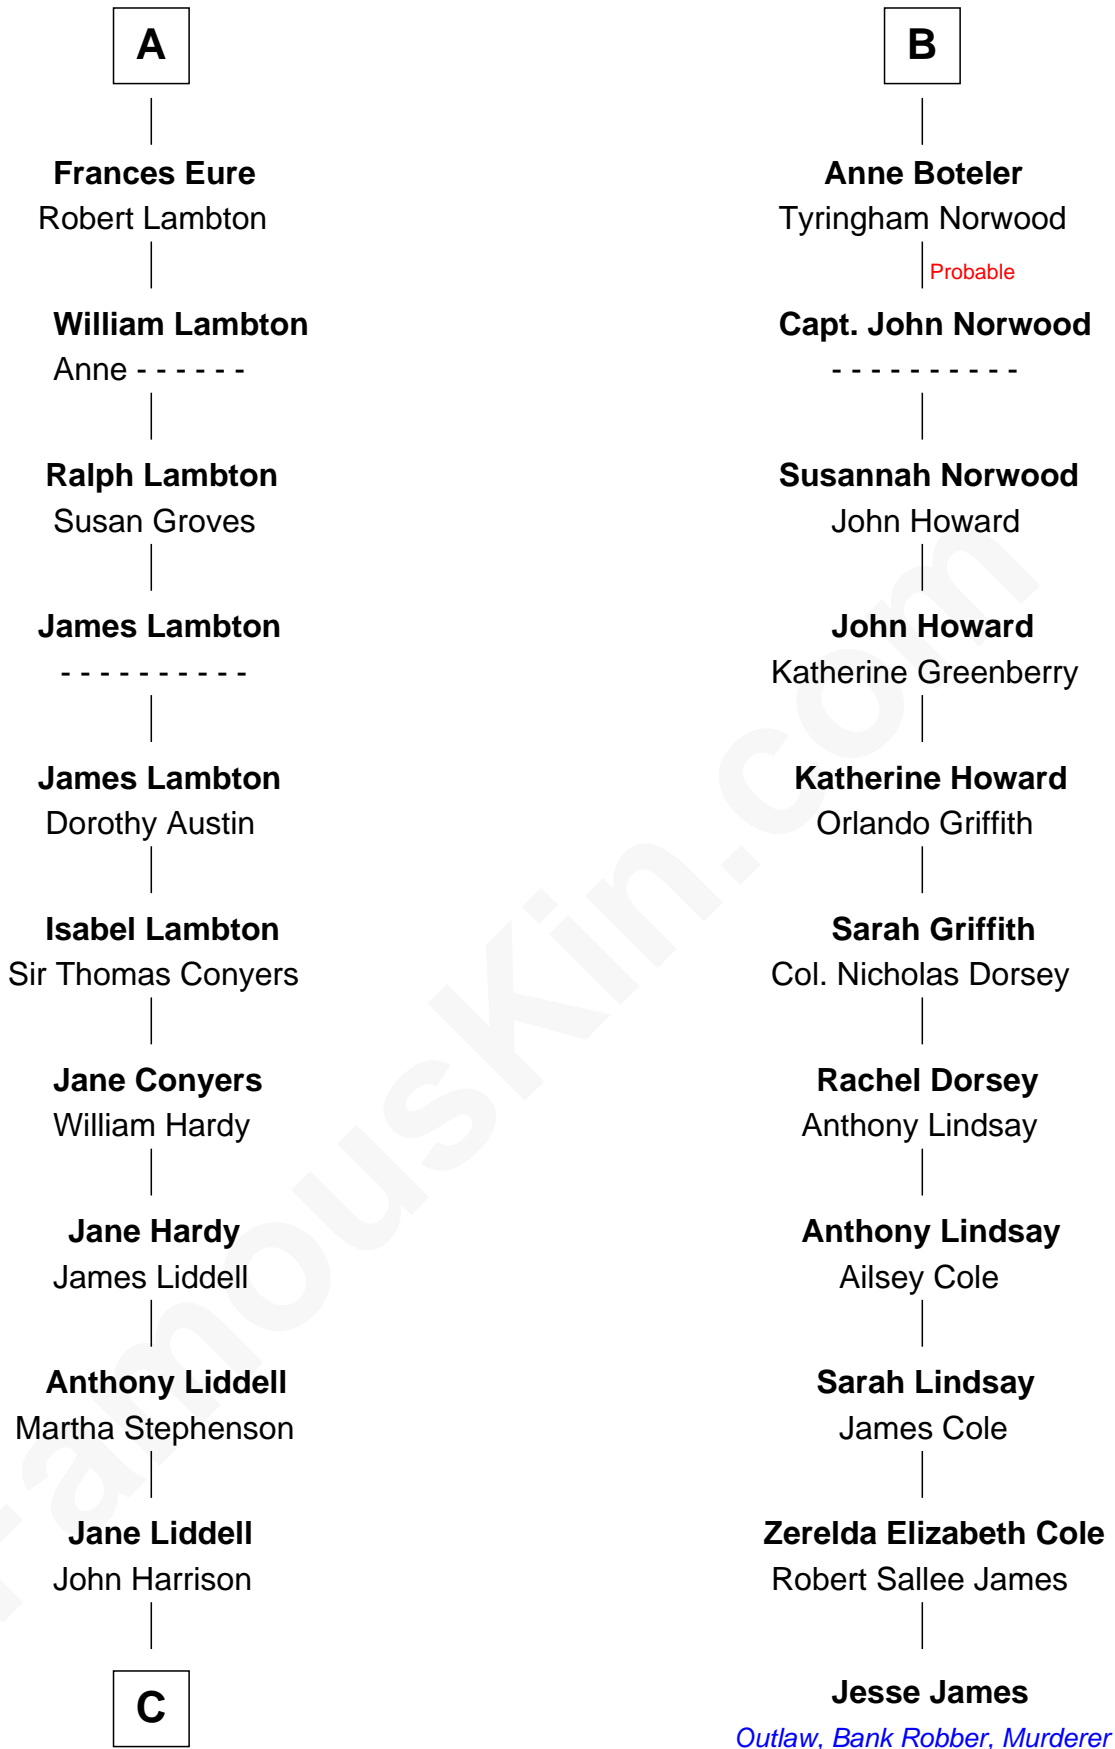 A
Frances Eure
Robert Lambton
William Lambton
Anne - - - - - -
Ralph Lambton
Susan Groves
James Lambton
- - - - - - - - - -
James Lambton
Dorothy Austin
Isabel Lambton
Sir Thomas Conyers
Jane Conyers
William Hardy
Jane Hardy
James Liddell
Anthony Liddell
Martha Stephenson
Jane Liddell
John Harrison
C
B
Anne Boteler
Tyringham Norwood
Probable
Capt. John Norwood
- - - - - - - - - -
Susannah Norwood
John Howard
John Howard
Katherine Greenberry
Katherine Howard
Orlando Griffith
Sarah Griffith
Col. Nicholas Dorsey
Rachel Dorsey
Anthony Lindsay
Anthony Lindsay
Ailsey Cole
Sarah Lindsay
James Cole
Zerelda Elizabeth Cole
Robert Sallee James
Jesse James
Outlaw, Bank Robber, Murderer
FamousKin.com